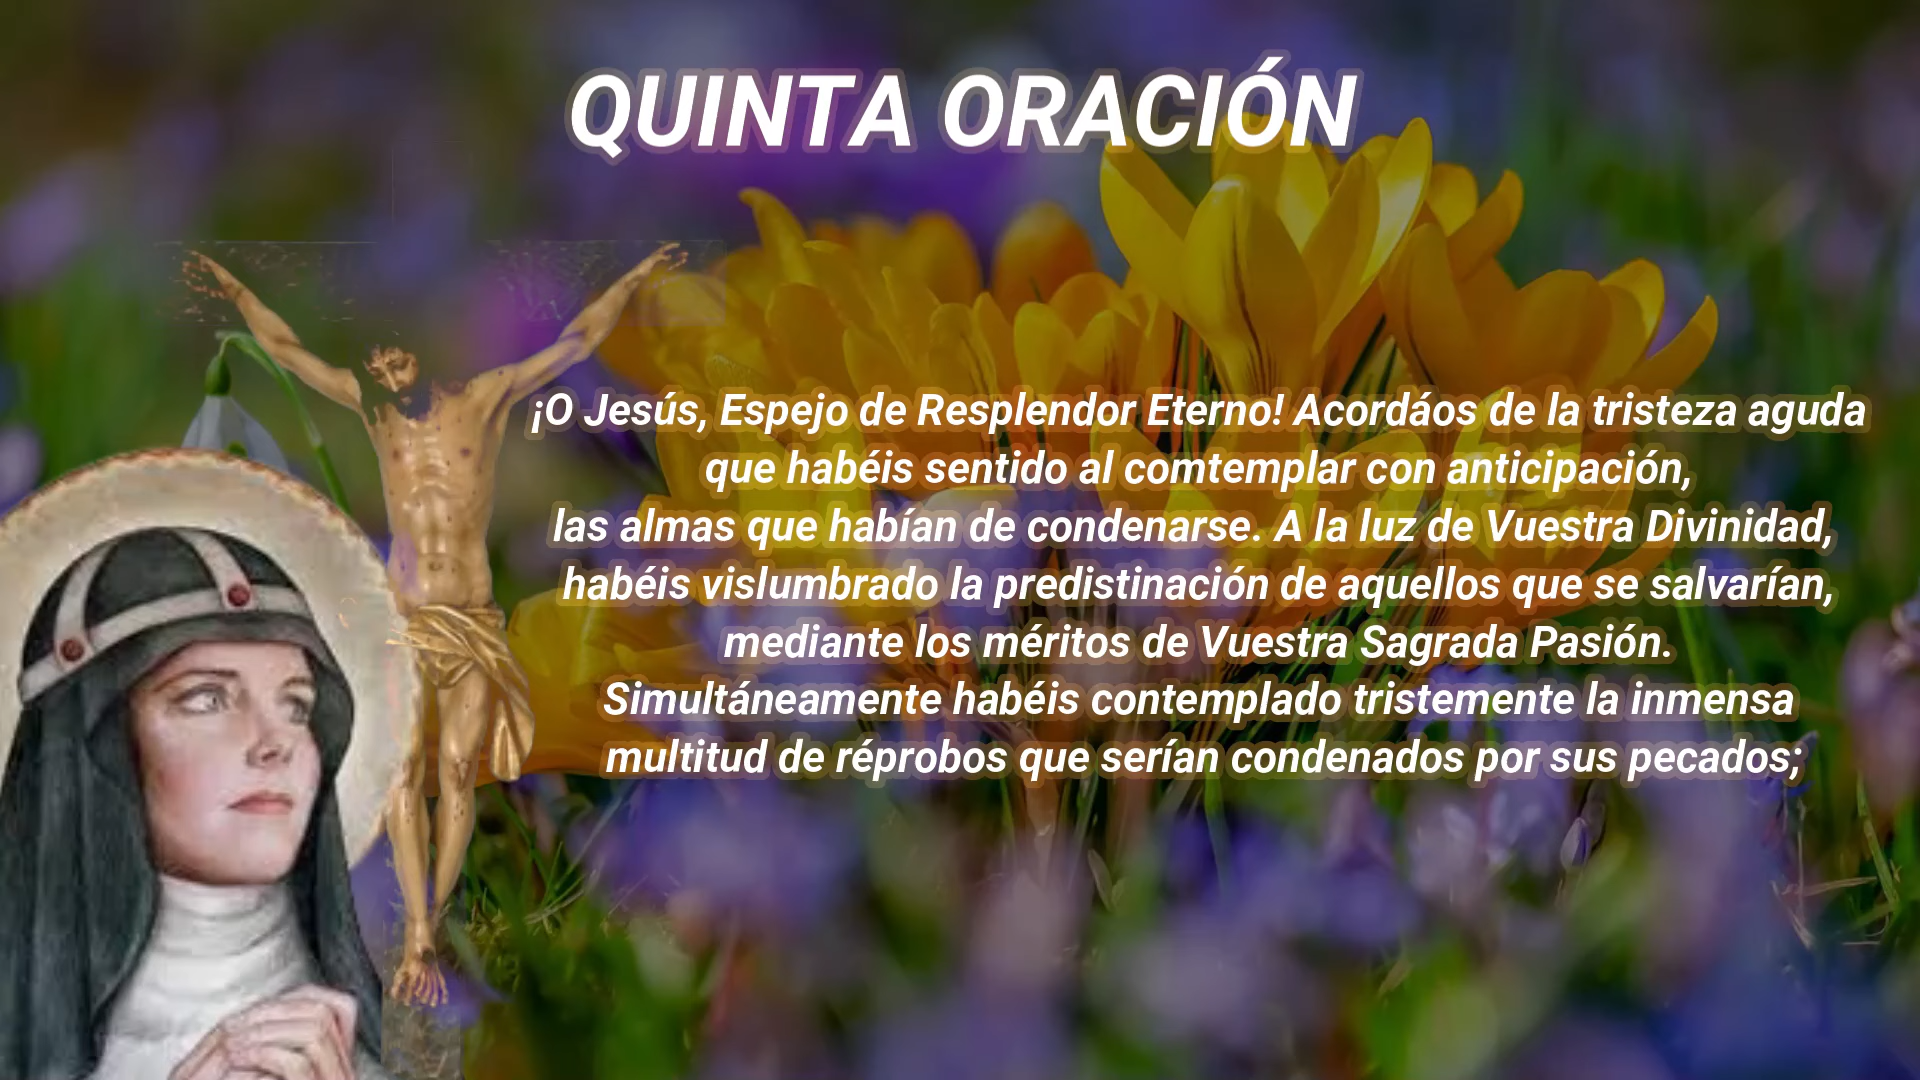 QUINTA ORACIÓN
¡O Jesús, Espejo de Resplendor Eterno! Acordáos de la tristeza aguda
que habéis sentido al comtemplar con anticipación,
las almas que habían de condenarse. A la luz de Vuestra Divinidad,
habéis vislumbrado la predistinación de aquellos que se salvarían,
mediante los méritos de Vuestra Sagrada Pasión.
Simultáneamente habéis contemplado tristemente la inmensa
multitud de réprobos que serían condenados por sus pecados;